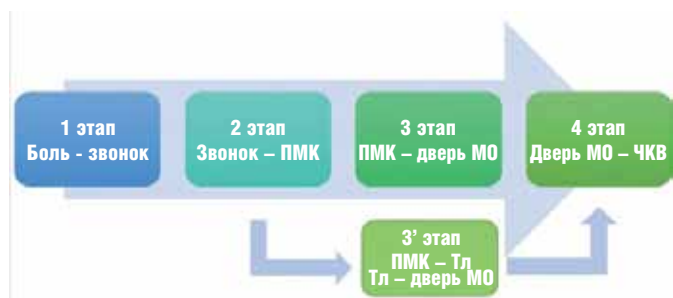 1 этап
Боль - звонок
2 этап
Звонок – ПМК
3 этап
ПМК – дверь МО
4 этап
Дверь МО – ЧКВ
3' этап
ПМК – Тл
Тл – дверь МО